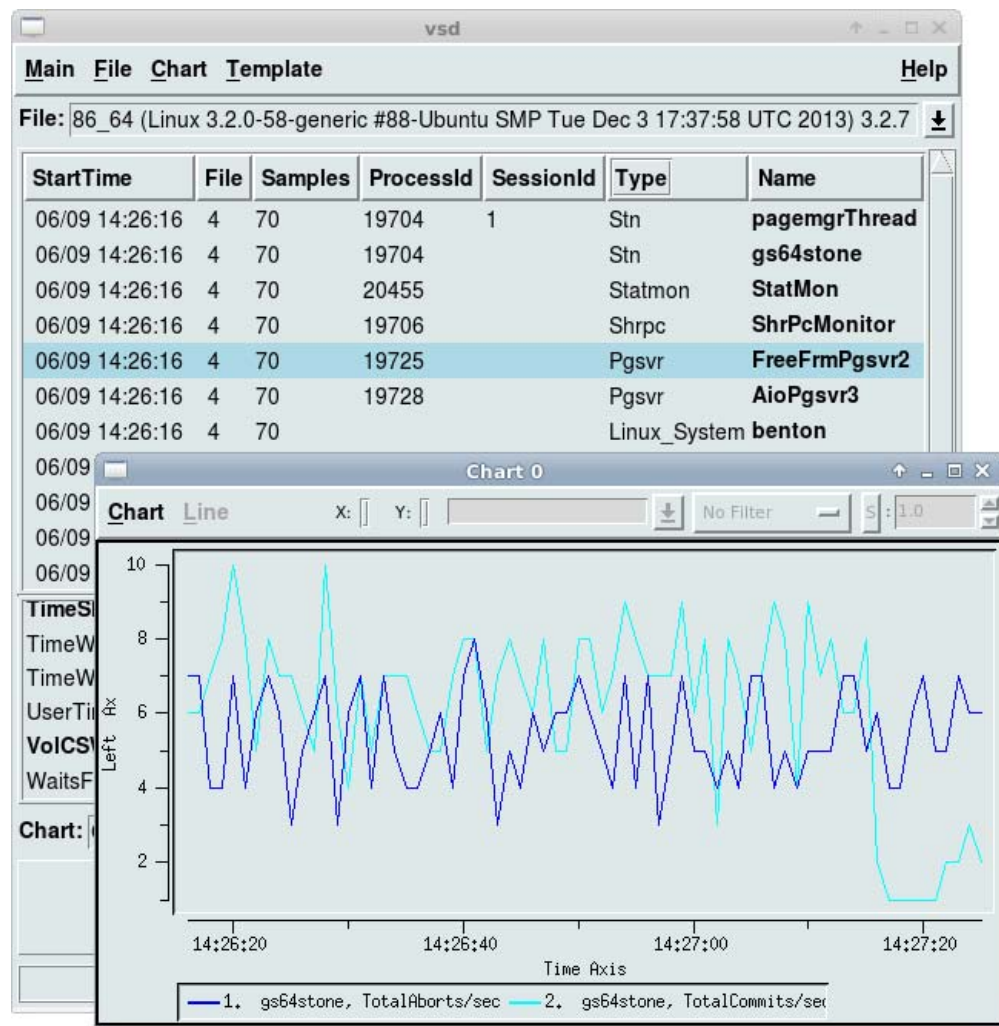 vsd
Main File Chart Template Help
File: 86_64 (Linux 3.2.0-58-generic #88-Ubuntu SMP Tue Dec 3 17:37:58 UTC 2013) 3.2.7
StartTime File Samples ProcessId SessionId Type Name
06/09 14:26:16 4 70 19704 1 Stn pagemgrThread
06/09 14:26:16 4 70 19704 Stn gs64stone
06/09 14:26:16 4 70 20455 Statmon StatMon
06/09 14:26:16 4 70 19706 Shrpc ShrPcMonitor
06/09 14:26:16 4 70 19725 Pgsvr FreeFrmPgsvr2
06/09 14:26:16 4 70 19728 Pgsvr AioPgsvr3
06/09 14:26:16 4 70 Linux_System benton
06/09
06/09
06/09
06/09
TimeW
TimeW
VolCS
WaitsF
Chart:
Chart 0
Chart Line X: Y: No Filter S : 1.0
10
8
6
4
2
Left Ax
14:26:20 14:26:40 14:27:00 14:27:20
Time Axis
1. gs64stone, TotalAborts/sec 2. gs64stone, TotalCommits/sec